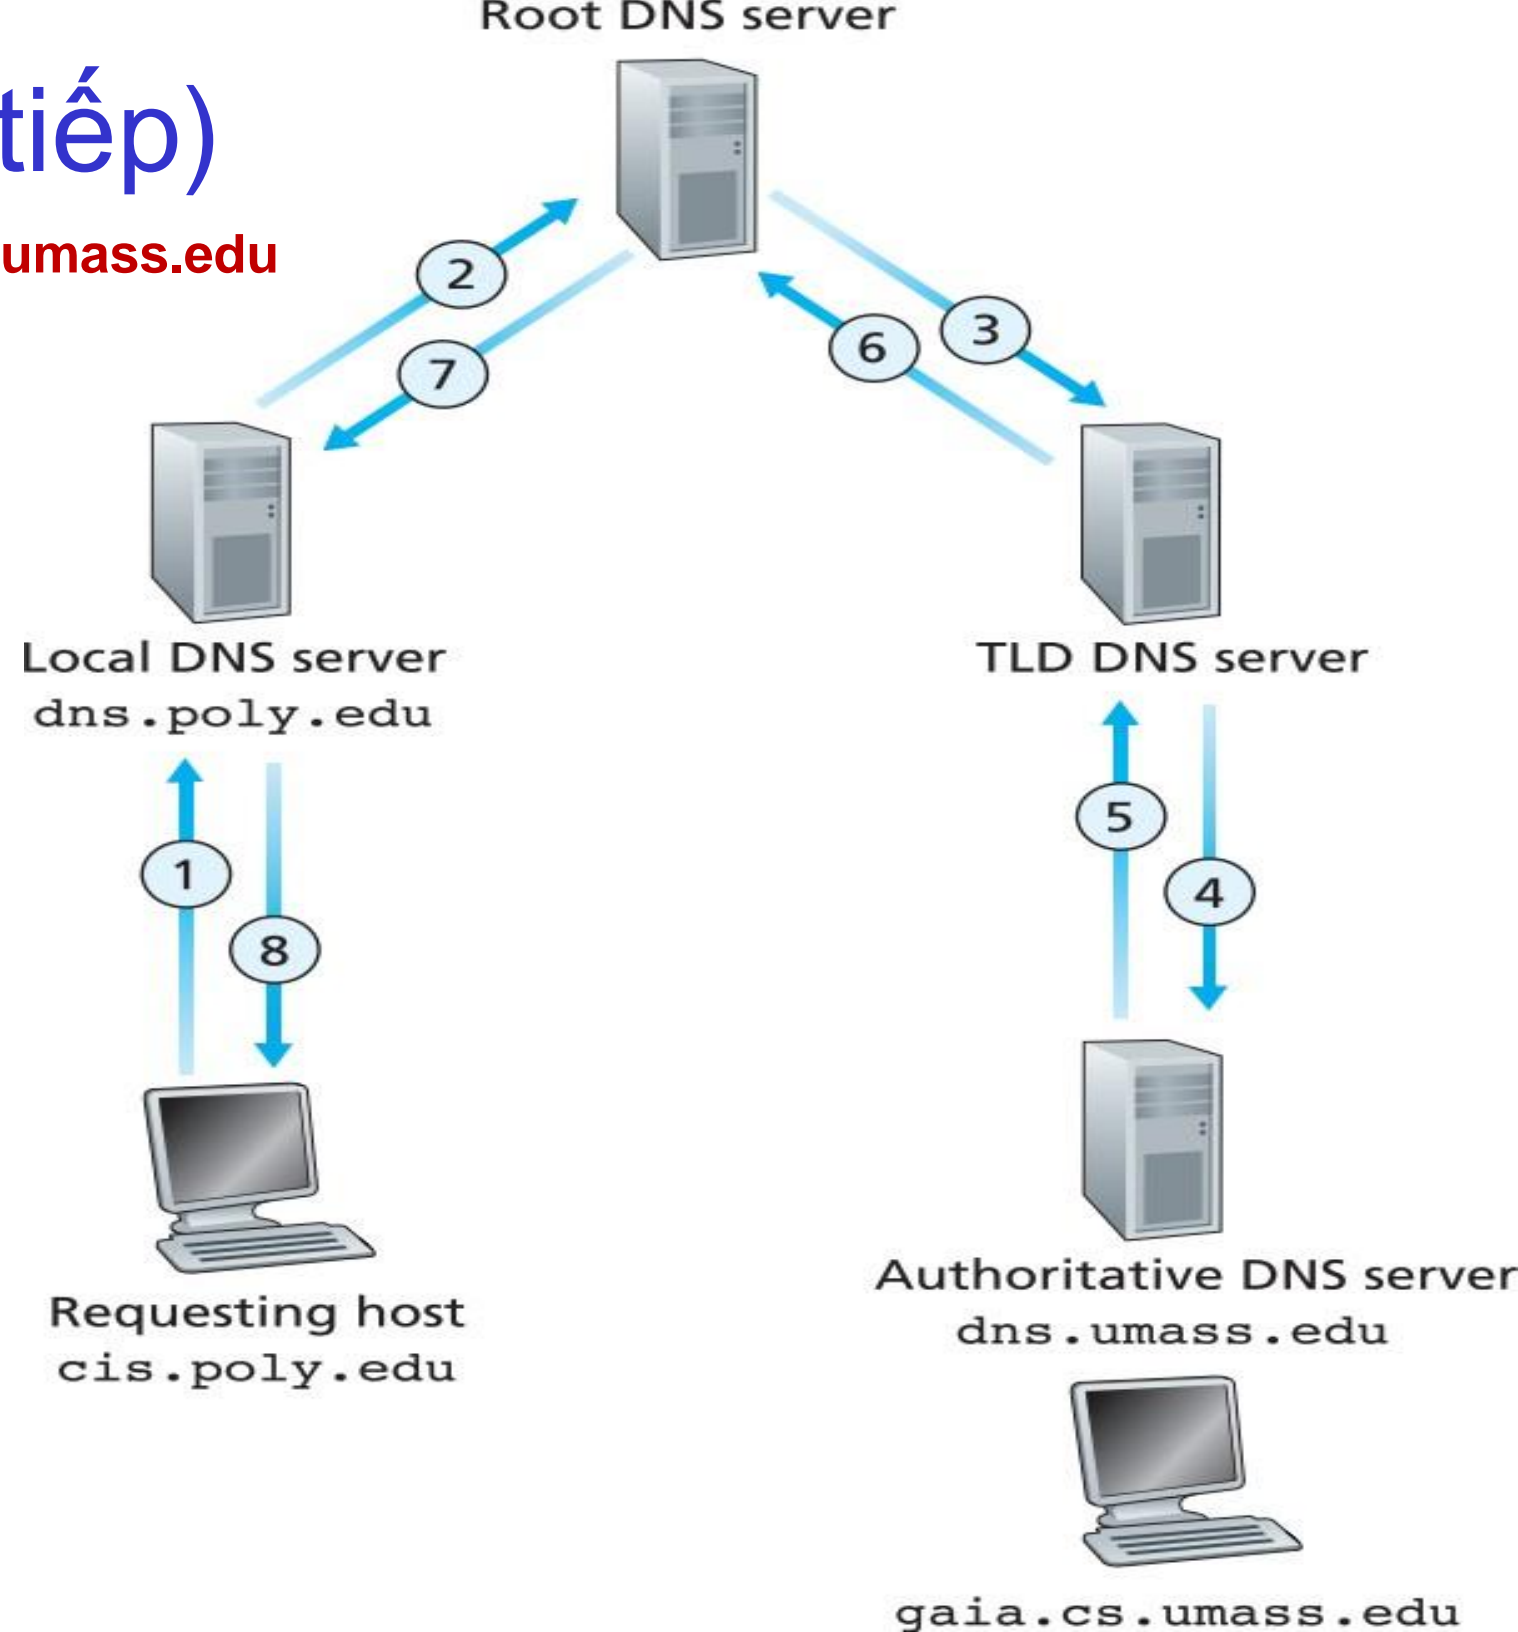 Root DNS server
tiếp)
umass.edu
2
3
6
7
Local DNS server
dns.poly.edu
TLD DNS server
5
1
4
8
Authoritative DNS server
dns.umass.edu
Requesting host
cis.poly.edu
gaia.cs.umass.edu